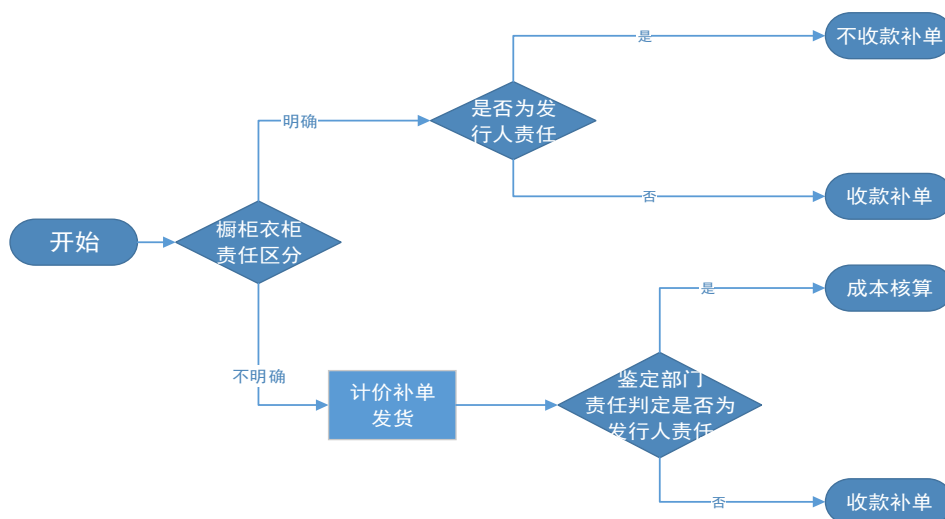 不收款补单
是
是否为发
行人责任
明确
否
收款补单
开始
橱柜衣柜
责任区分
成本核算
是
不明确
计价补单
发货
鉴定部门
责任判定是否为
发行人责任
否
收款补单